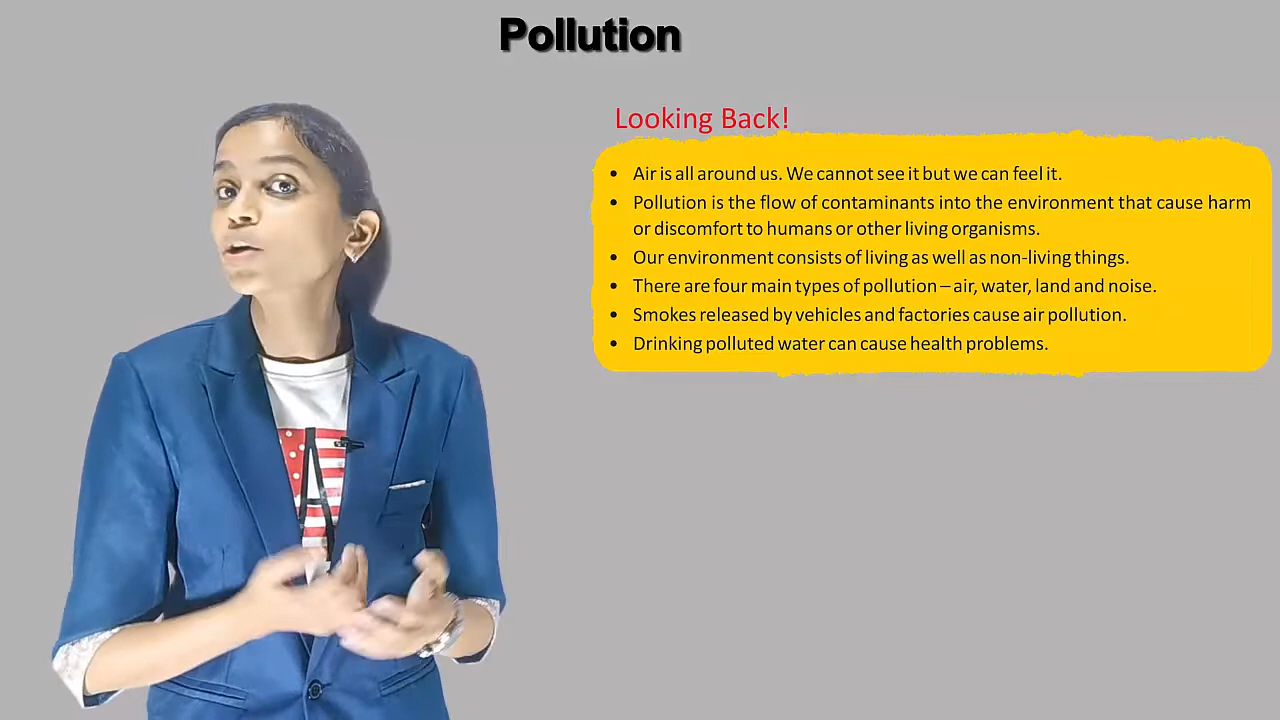 Pollution
Looking Back!
• Air is all around us. We cannot see it but we can feel it.
• Pollution is the flow of contaminants into the environment that cause harm
or discomfort to humans or other living organisms.
• Our environment consists of living as well as non-living things.
• There are four main types of pollution – air, water, land and noise.
• Smokes released by vehicles and factories cause air pollution.
• Drinking polluted water can cause health problems.
A